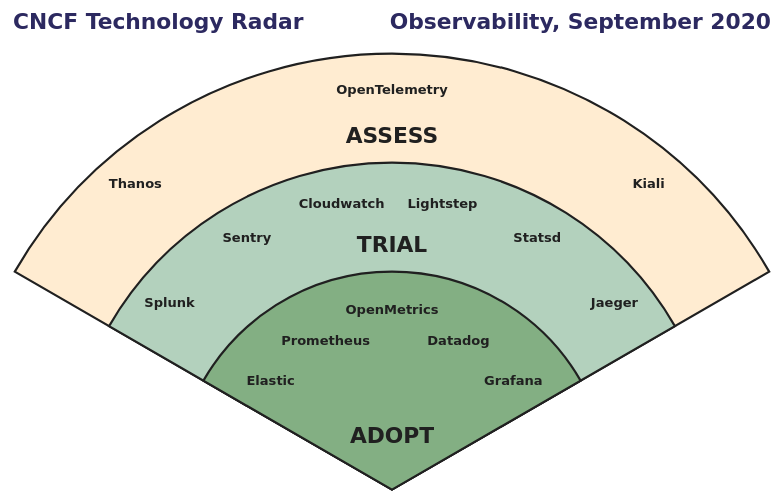 CNCF Technology Radar
Observability, September 2020
OpenTelemetry
ASSESS
Thanos
Kiali
Cloudwatch
Lightstep
Sentry
Statsd
TRIAL
Splunk
Jaeger
OpenMetrics
Prometheus
Datadog
Elastic
Grafana
ADOPT